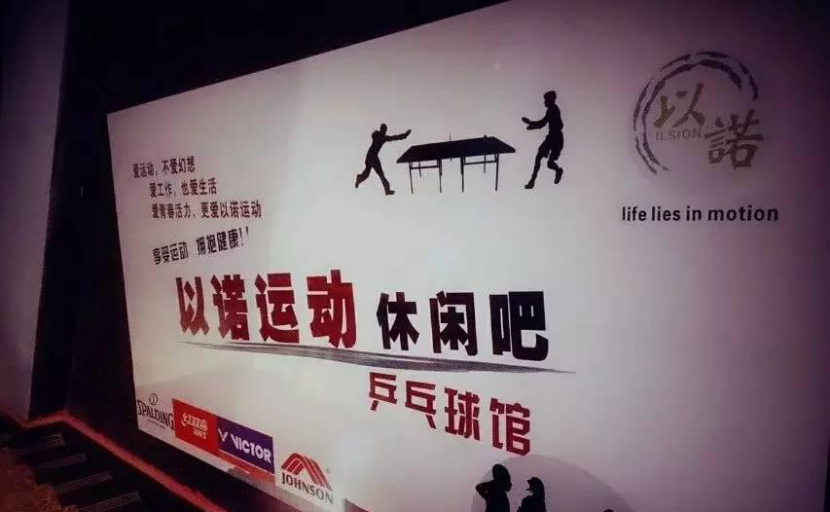 爱运动，不爱幻想
爱工作，也爱生活
爱青春活力，更爱以诺运动
享受运动 拥抱健康!!
以诺
ILSION
life lies in motion
以诺运动 休闲吧
乒乓球馆
SPALDING
VICTOR
JOHNSON